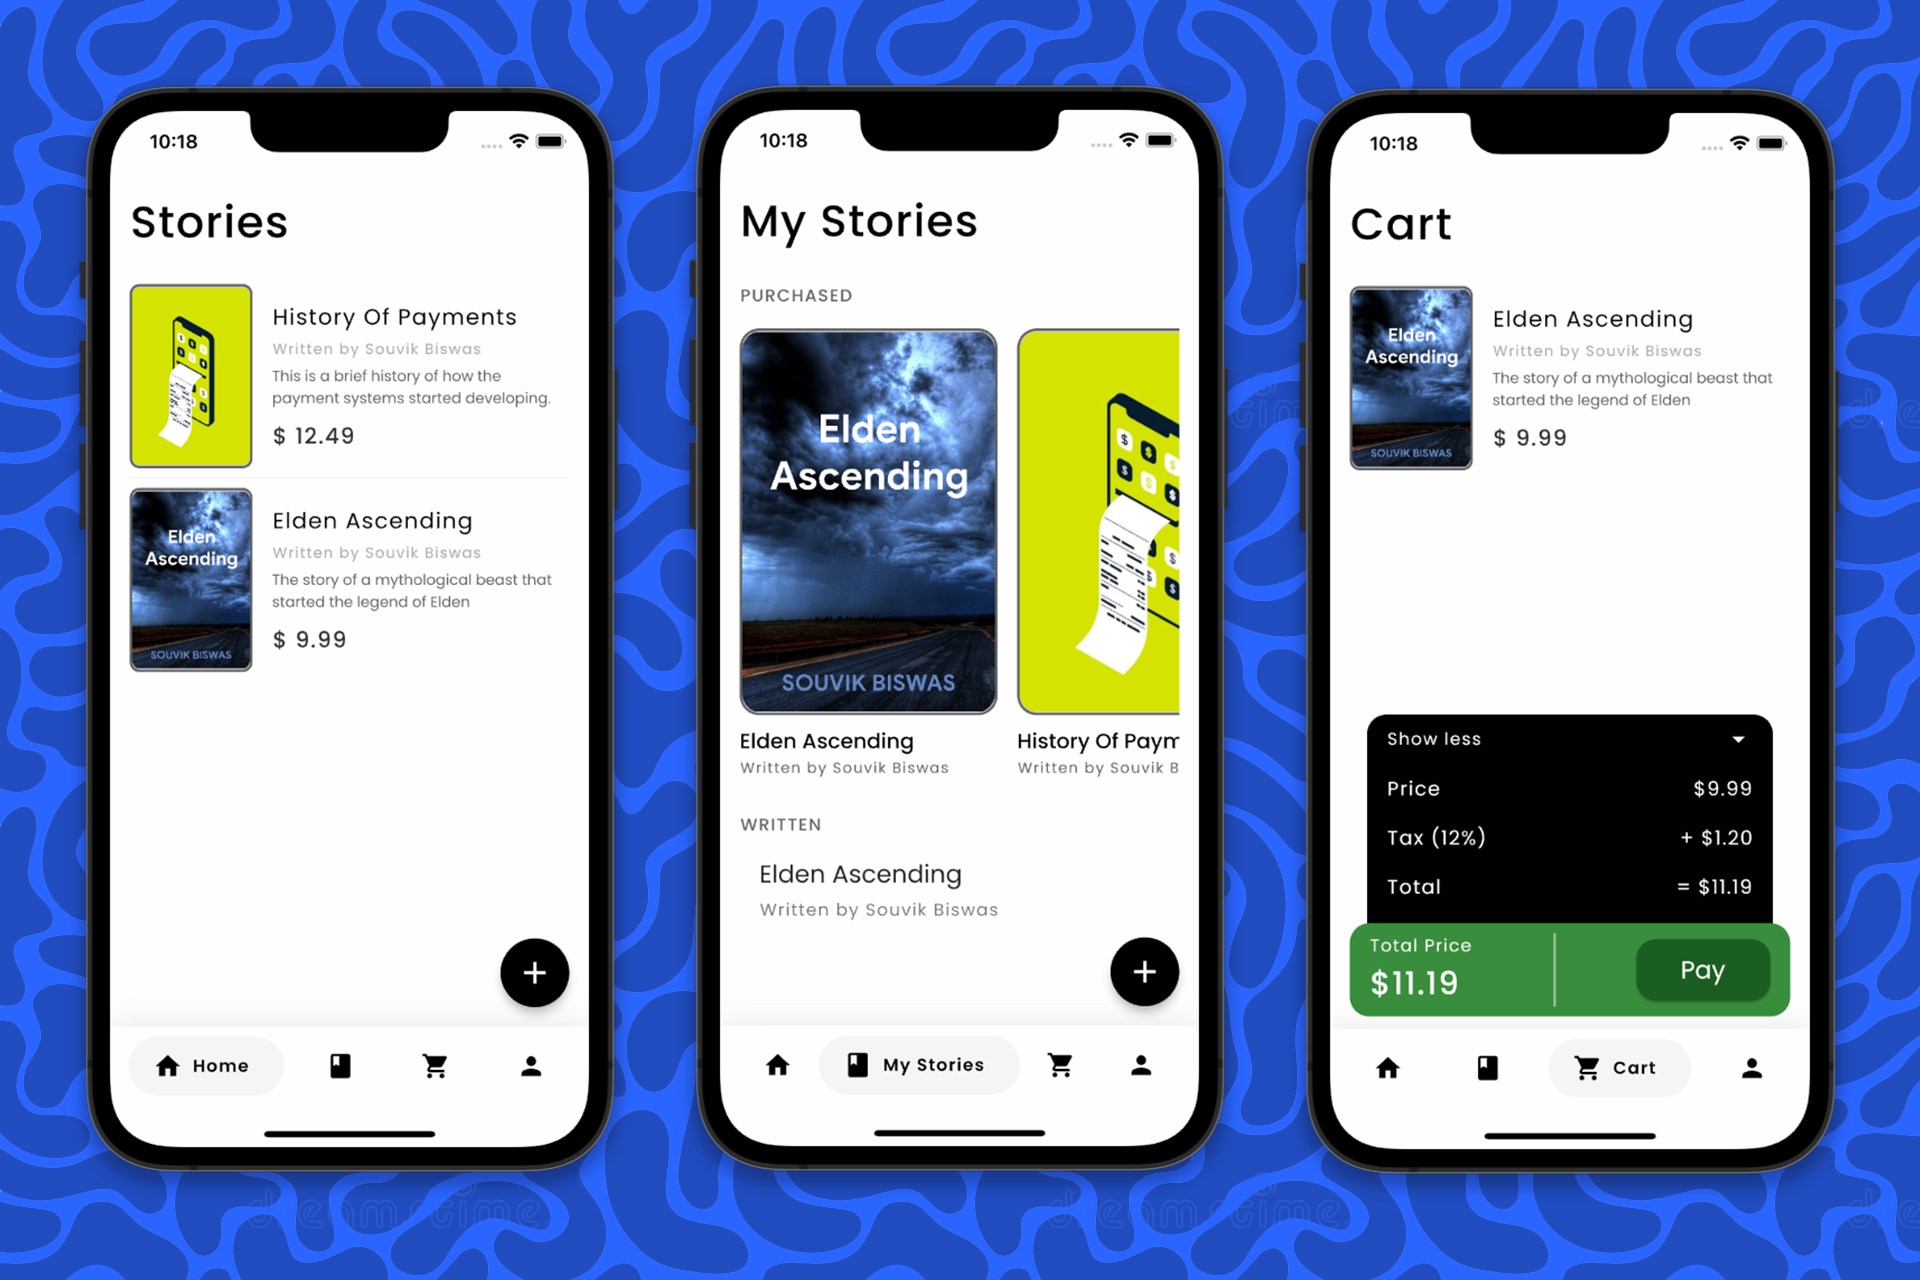 10:18
Stories
History Of Payments
Written by Souvik Biswas
This is a brief history of how the
payment systems started developing.
$ 12.49
Elden
Ascending
SOUVIK BISWAS
Elden Ascending
Written by Souvik Biswas
The story of a mythological beast that
started the legend of Elden
$ 9.99
+
Home
10:18
My Stories
PURCHASED
Elden
Ascending
SOUVIK BISWAS
Elden Ascending
Written by Souvik Biswas
History Of Paym
Written by Souvik B
WRITTEN
Elden Ascending
Written by Souvik Biswas
+
My Stories
10:18
Cart
Elden
Ascending
SOUVIK BISWAS
Elden Ascending
Written by Souvik Biswas
The story of a mythological beast that
started the legend of Elden
$ 9.99
Show less
Price $9.99
Tax (12%) + $1.20
Total = $11.19
Total Price
$11.19
Pay
Cart
dreamstime
dreamstime